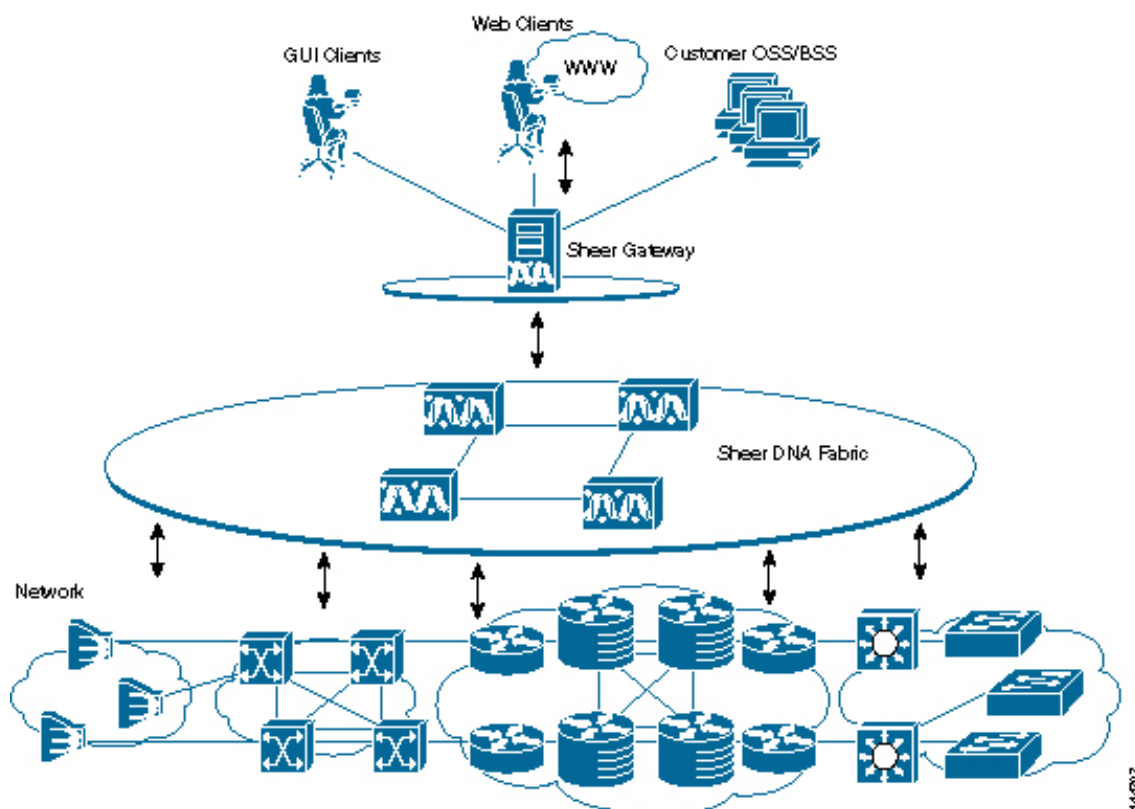 Web Clients
GUI Clients
WWW
Customer OSS/BSS
Sheer Gateway
Sheer DNA Fabric
Network